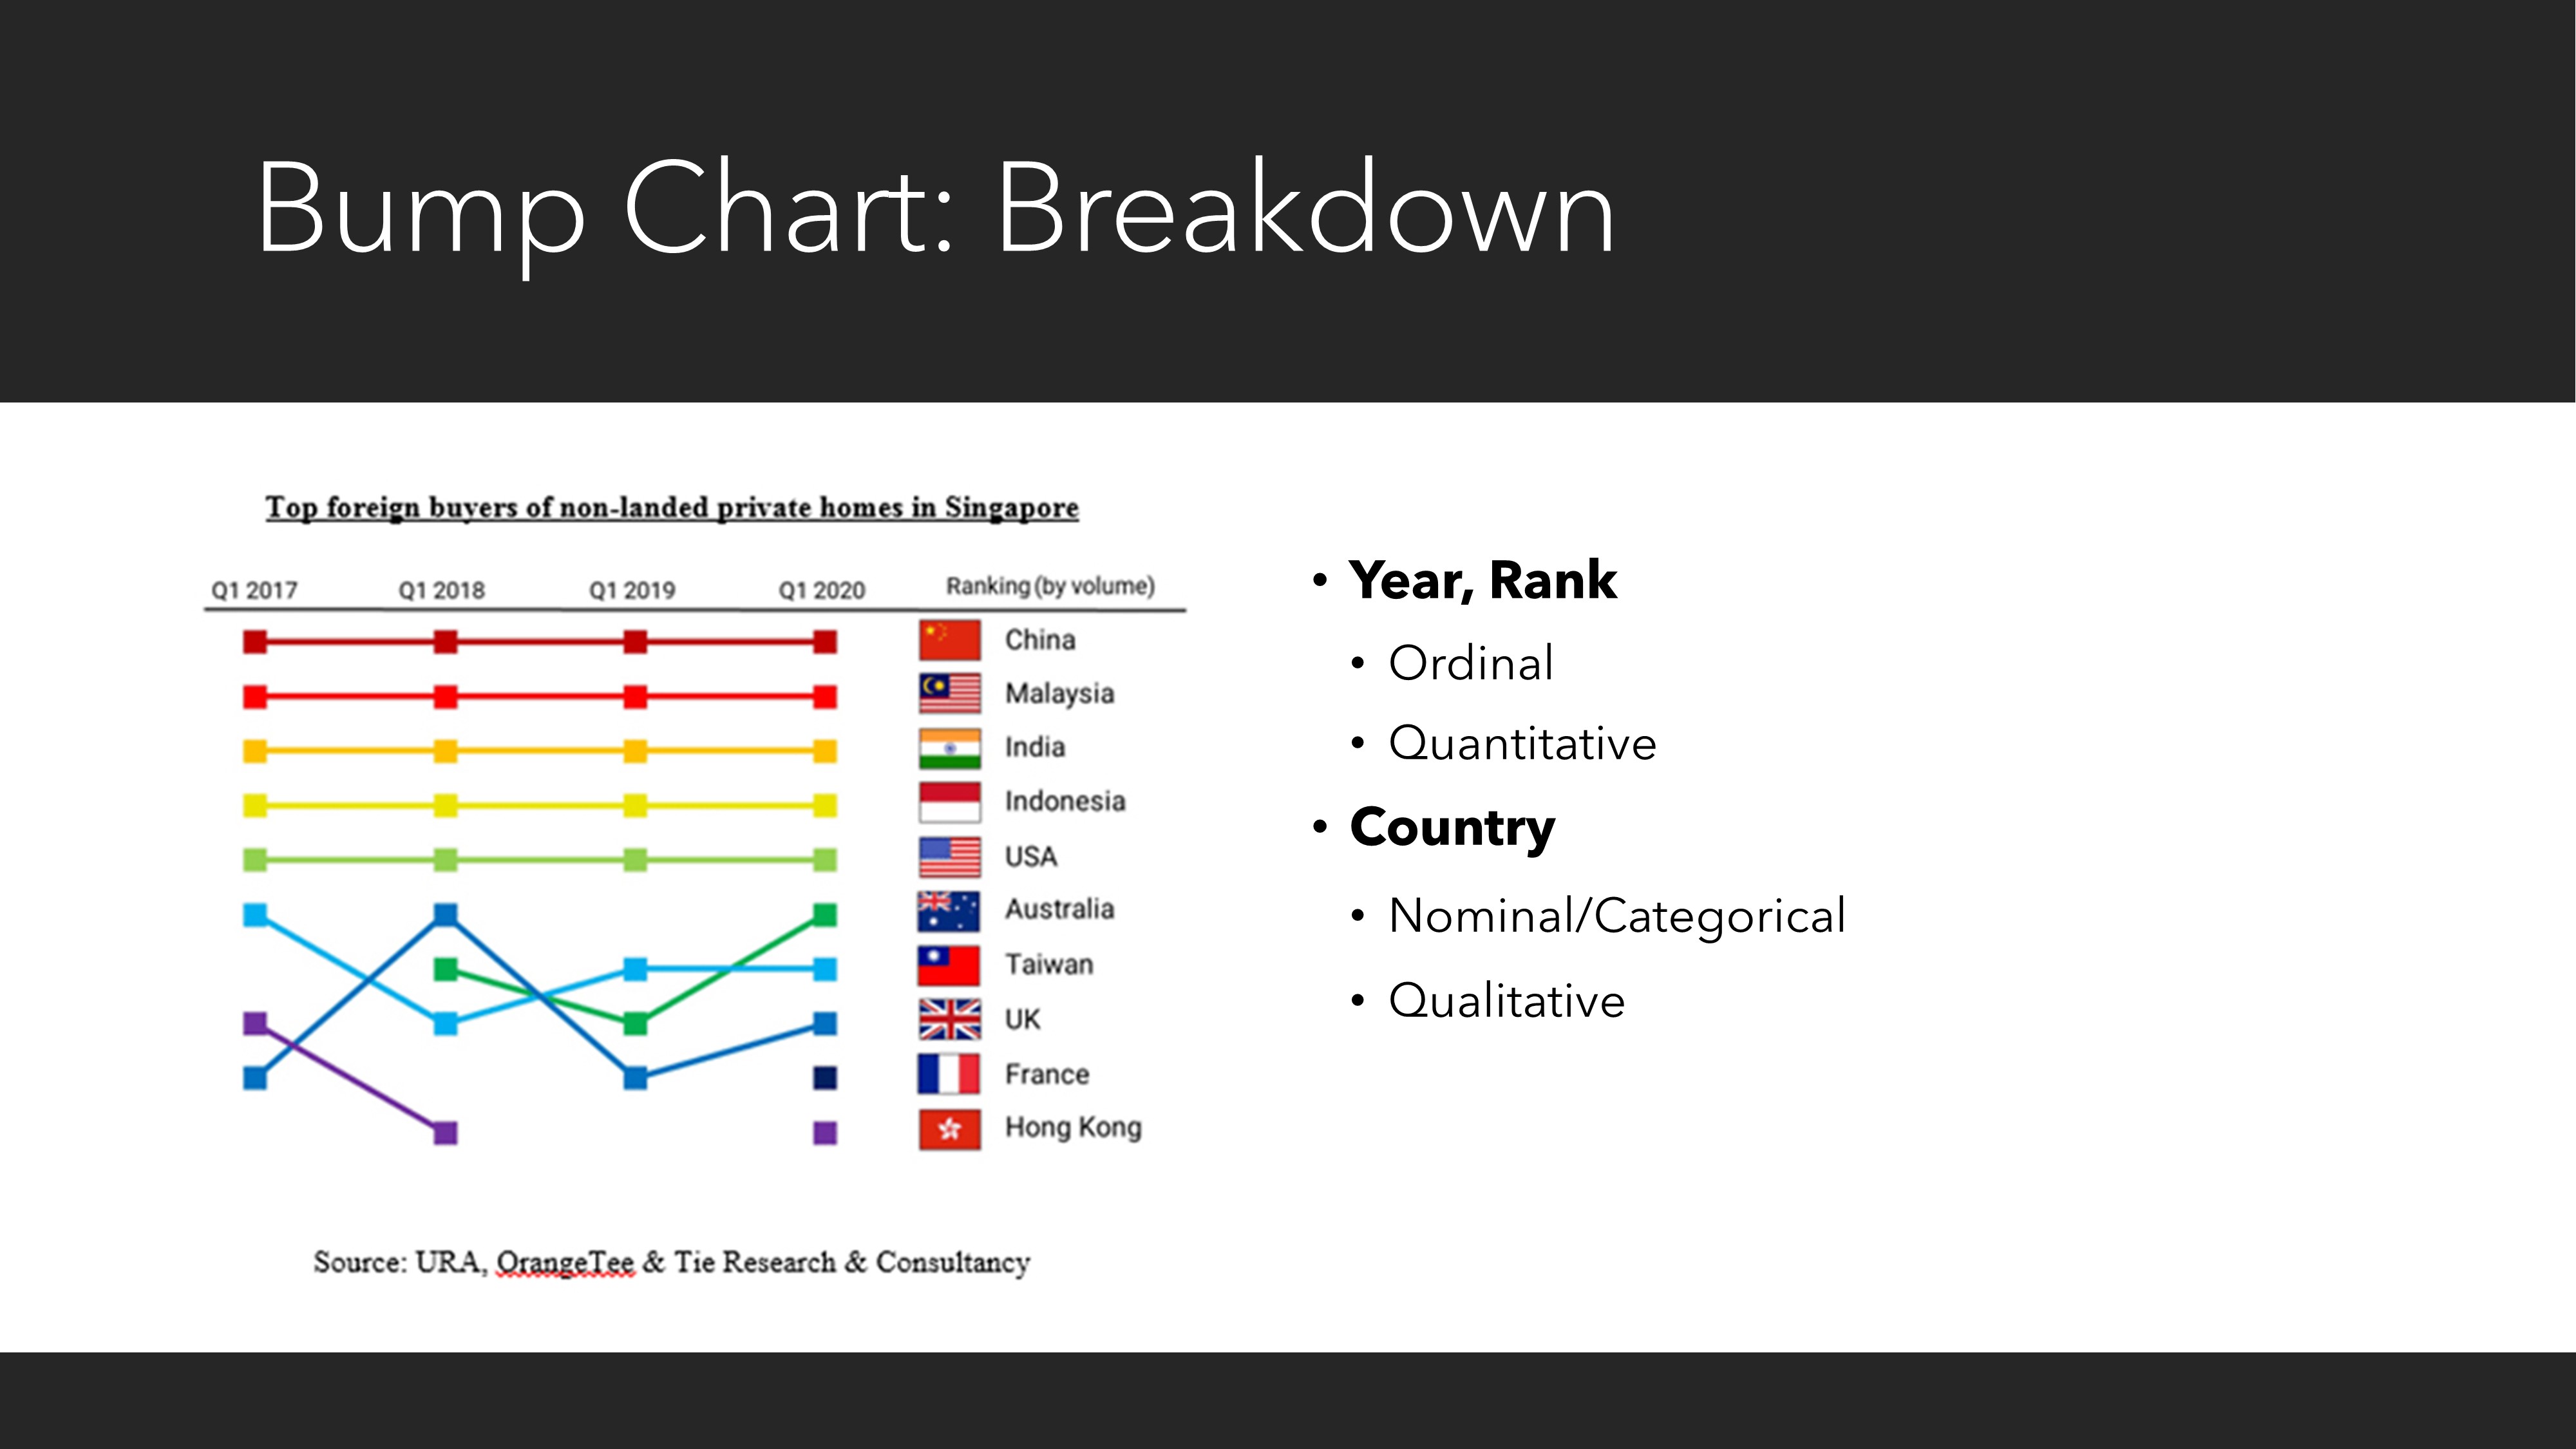 Bump Chart: Breakdown
Top foreign buyers of non-landed private homes in Singapore
Q1 2017 Q1 2018 Q1 2019 Q1 2020 Ranking (by volume)
China
Malaysia
India
Indonesia
USA
Australia
Taiwan
UK
France
Hong Kong
Source: URA, OrangeTee & Tie Research & Consultancy
• Year, Rank
• Ordinal
• Quantitative
• Country
• Nominal/Categorical
• Qualitative